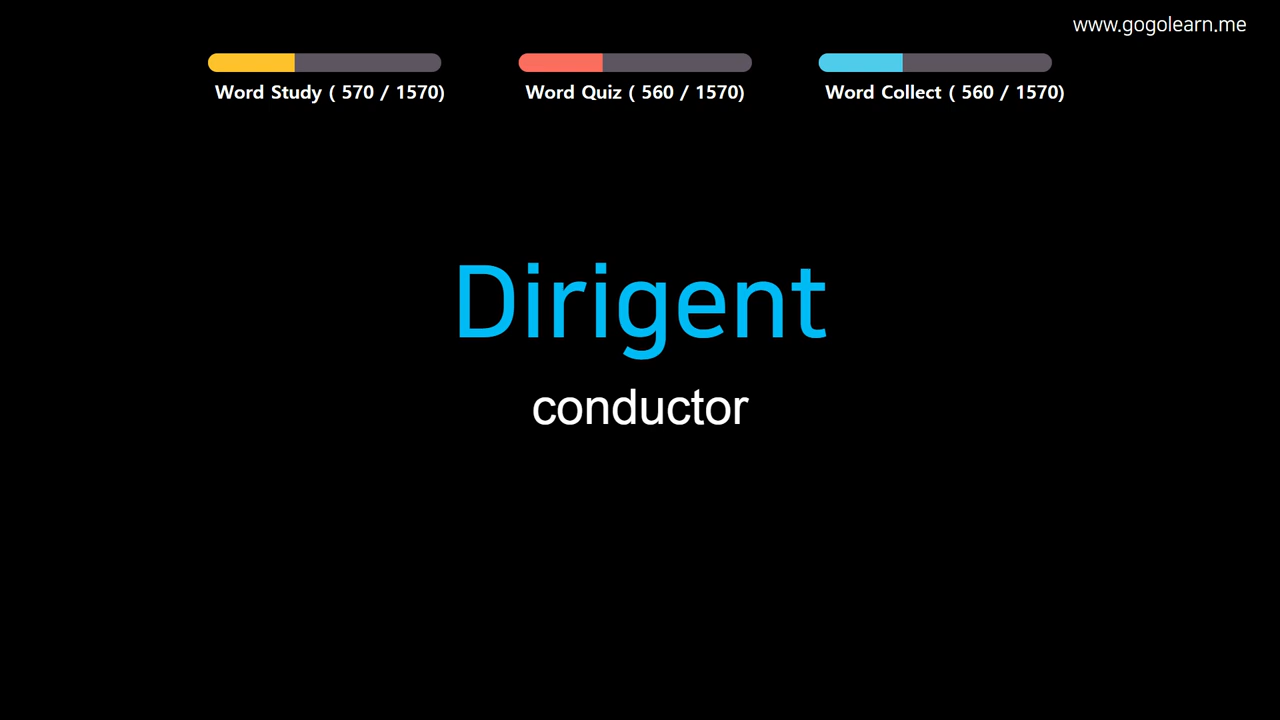 www.gogolearn.me
Word Study ( 570 / 1570)
Word Quiz ( 560 / 1570)
Word Collect ( 560 / 1570)
Dirigent
conductor